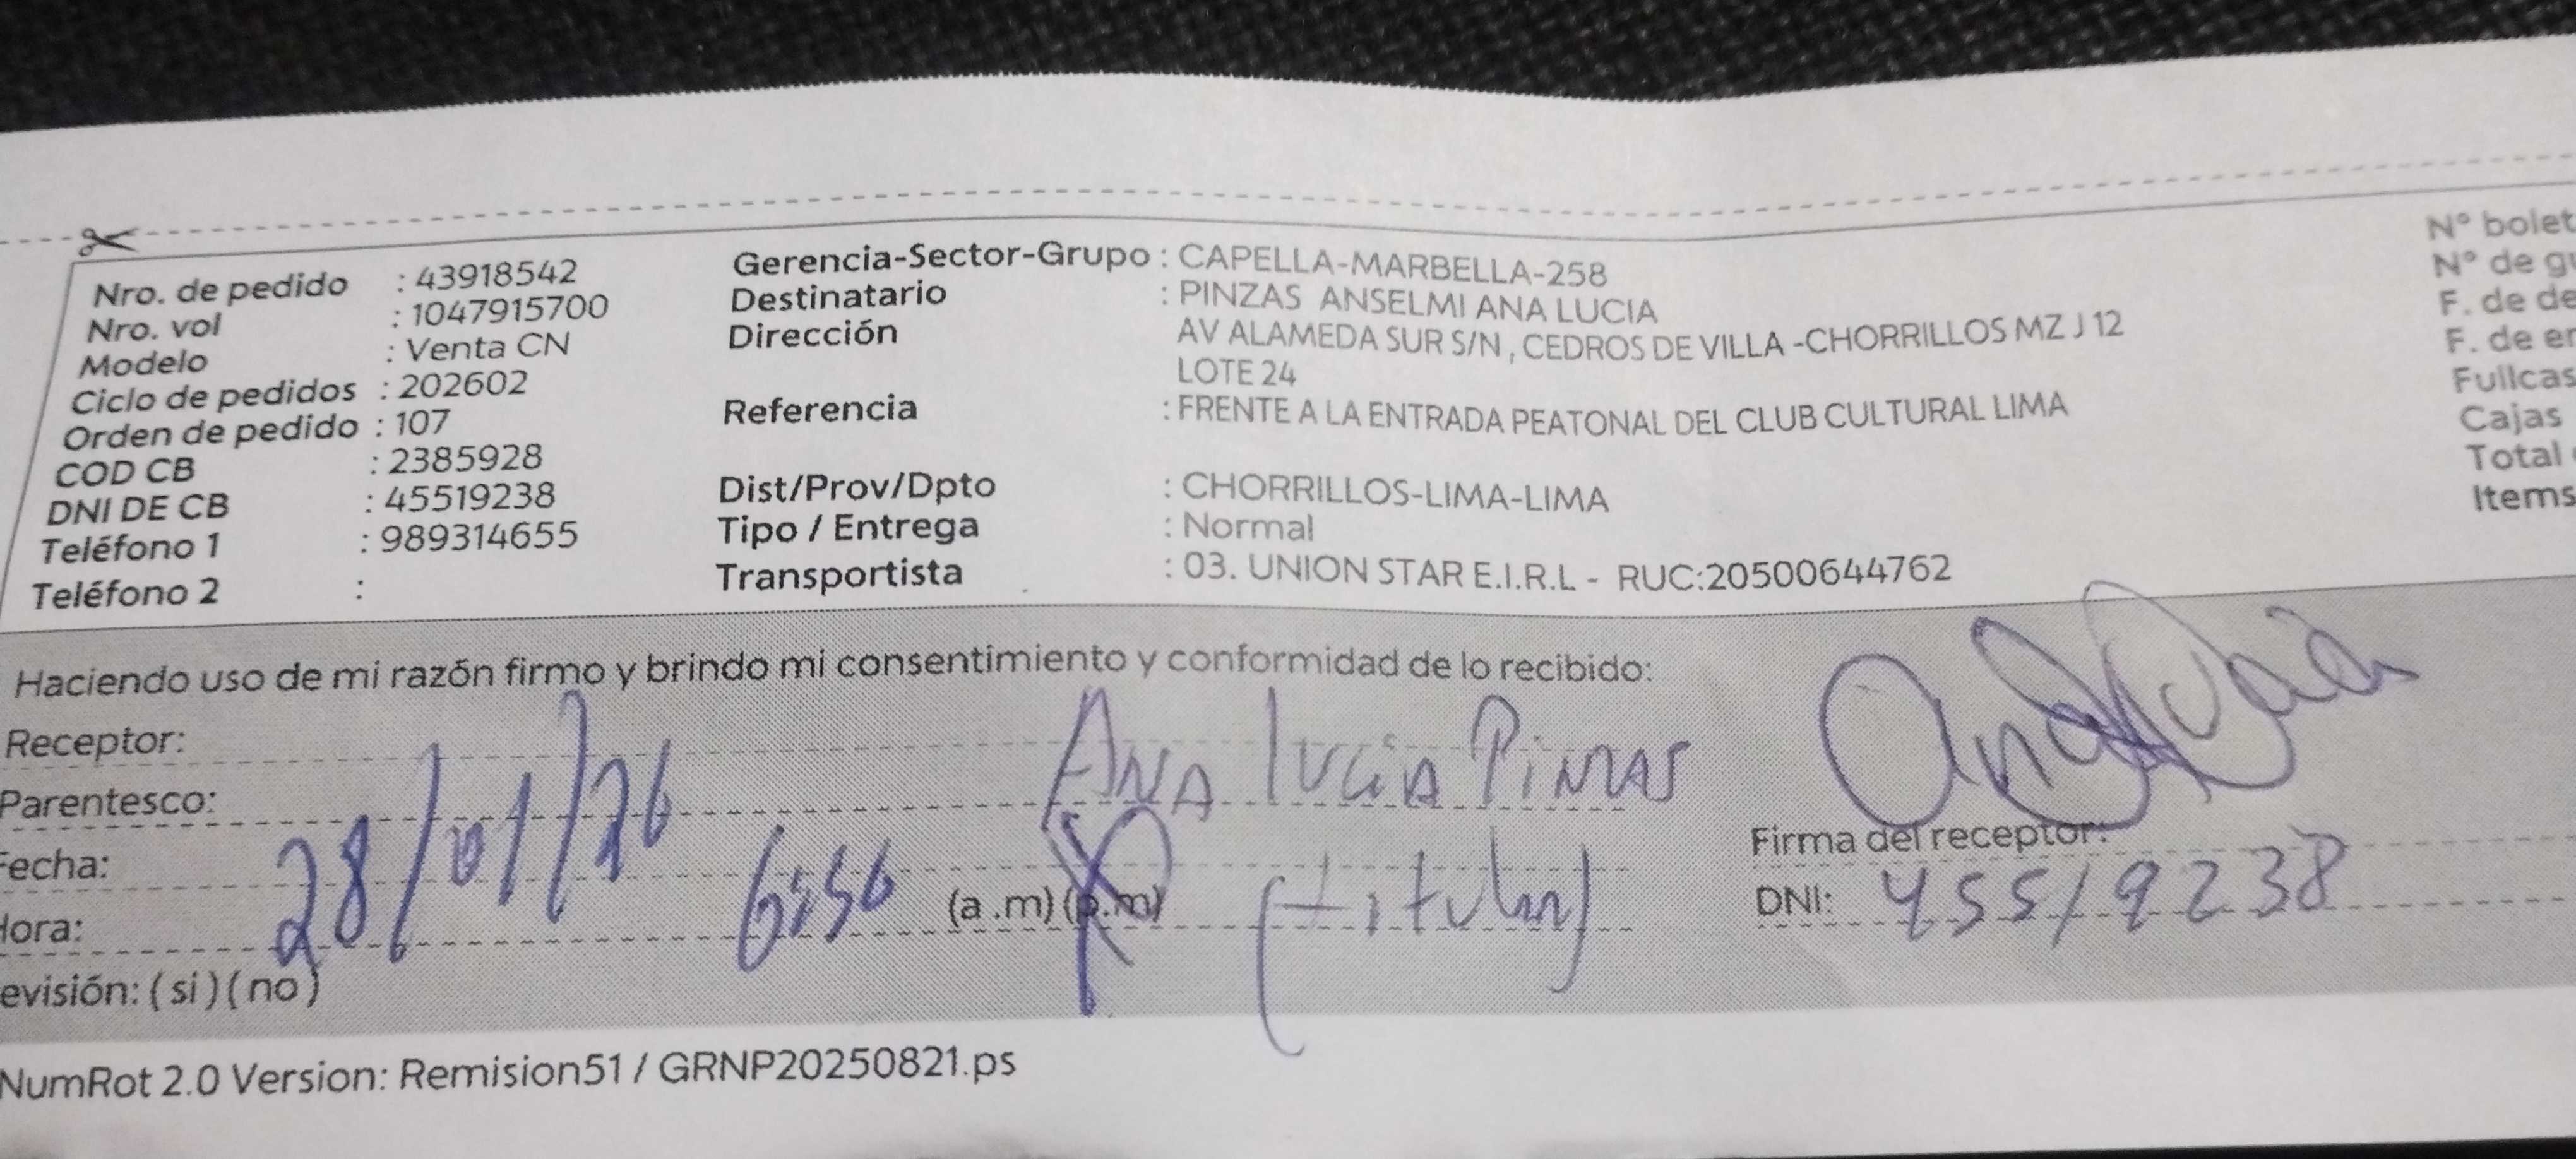 Nro. de pedido : 43918542
Nro. vol : 1047915700
Modelo : Venta CN
Ciclo de pedidos : 202602
Orden de pedido : 107
COD CB : 2385928
DNI DE CB : 45519238
Teléfono 1 : 989314655
Teléfono 2 :
Gerencia-Sector-Grupo : CAPELLA-MARBELLA-258
Destinatario : PINZAS ANSELMI ANA LUCIA
Dirección AV ALAMEDA SUR S/N , CEDROS DE VILLA -CHORRILLOS MZ J 12
LOTE 24
Referencia : FRENTE A LA ENTRADA PEATONAL DEL CLUB CULTURAL LIMA
Dist/Prov/Dpto : CHORRILLOS-LIMA-LIMA
Tipo / Entrega : Normal
Transportista : 03. UNION STAR E.I.R.L - RUC:20500644762
N° bolet
N° de gu
F. de de
F. de en
Fullcas
Cajas
Total
Items
Haciendo uso de mi razón firmo y brindo mi consentimiento y conformidad de lo recibido:
Receptor: Ana lucia Pinzas
Parentesco: (titular)
Fecha: 28/01/26
Hora: 6:56 (a .m) (p.m)
evisión: ( si ) ( no )
Firma del receptor:
DNI: 45519238
NumRot 2.0 Version: Remision51 / GRNP20250821.ps